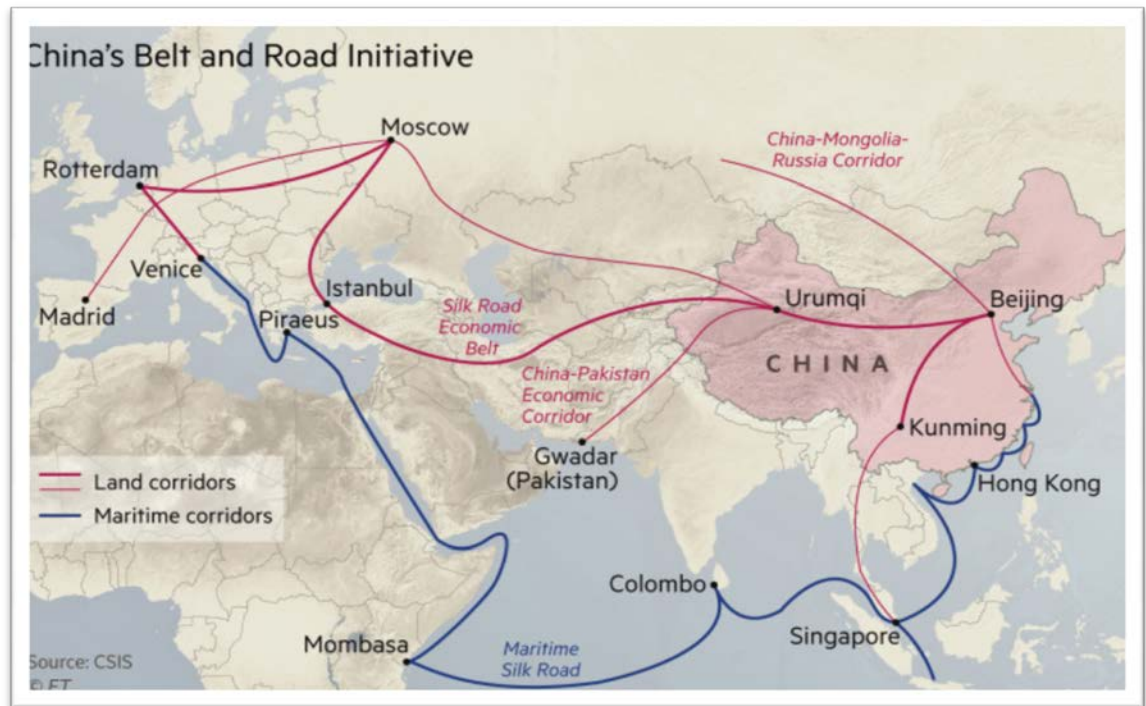 China's Belt and Road Initiative
Moscow
China-Mongolia-
Russia Corridor
Rotterdam
Venice
Istanbul
Urumqi
Beijing
Madrid
Piraeus
Silk Road
Economic
Belt
CHINA
China-Pakistan
Economic
Corridor
Kunming
Gwadar
(Pakistan)
Land corridors
Maritime corridors
Hong Kong
Colombo
Singapore
Mombasa
Maritime
Silk Road
Source: CSIS
© FT